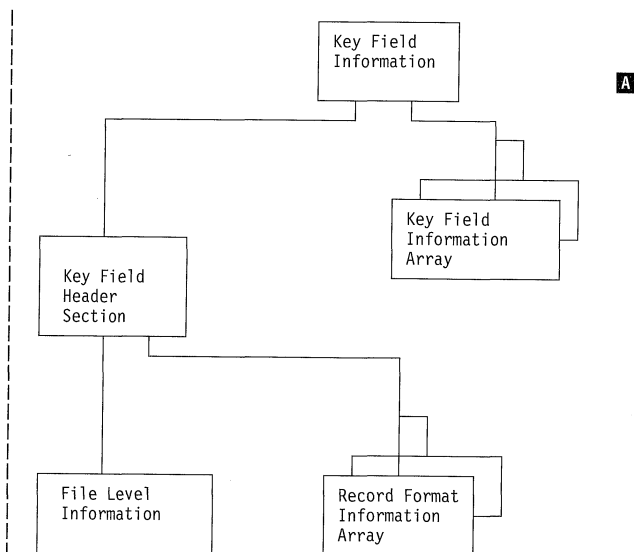 Key Field
Information
A
Key Field
Information
Array
Key Field
Header
Section
File Level
Information
Record Format
Information
Array